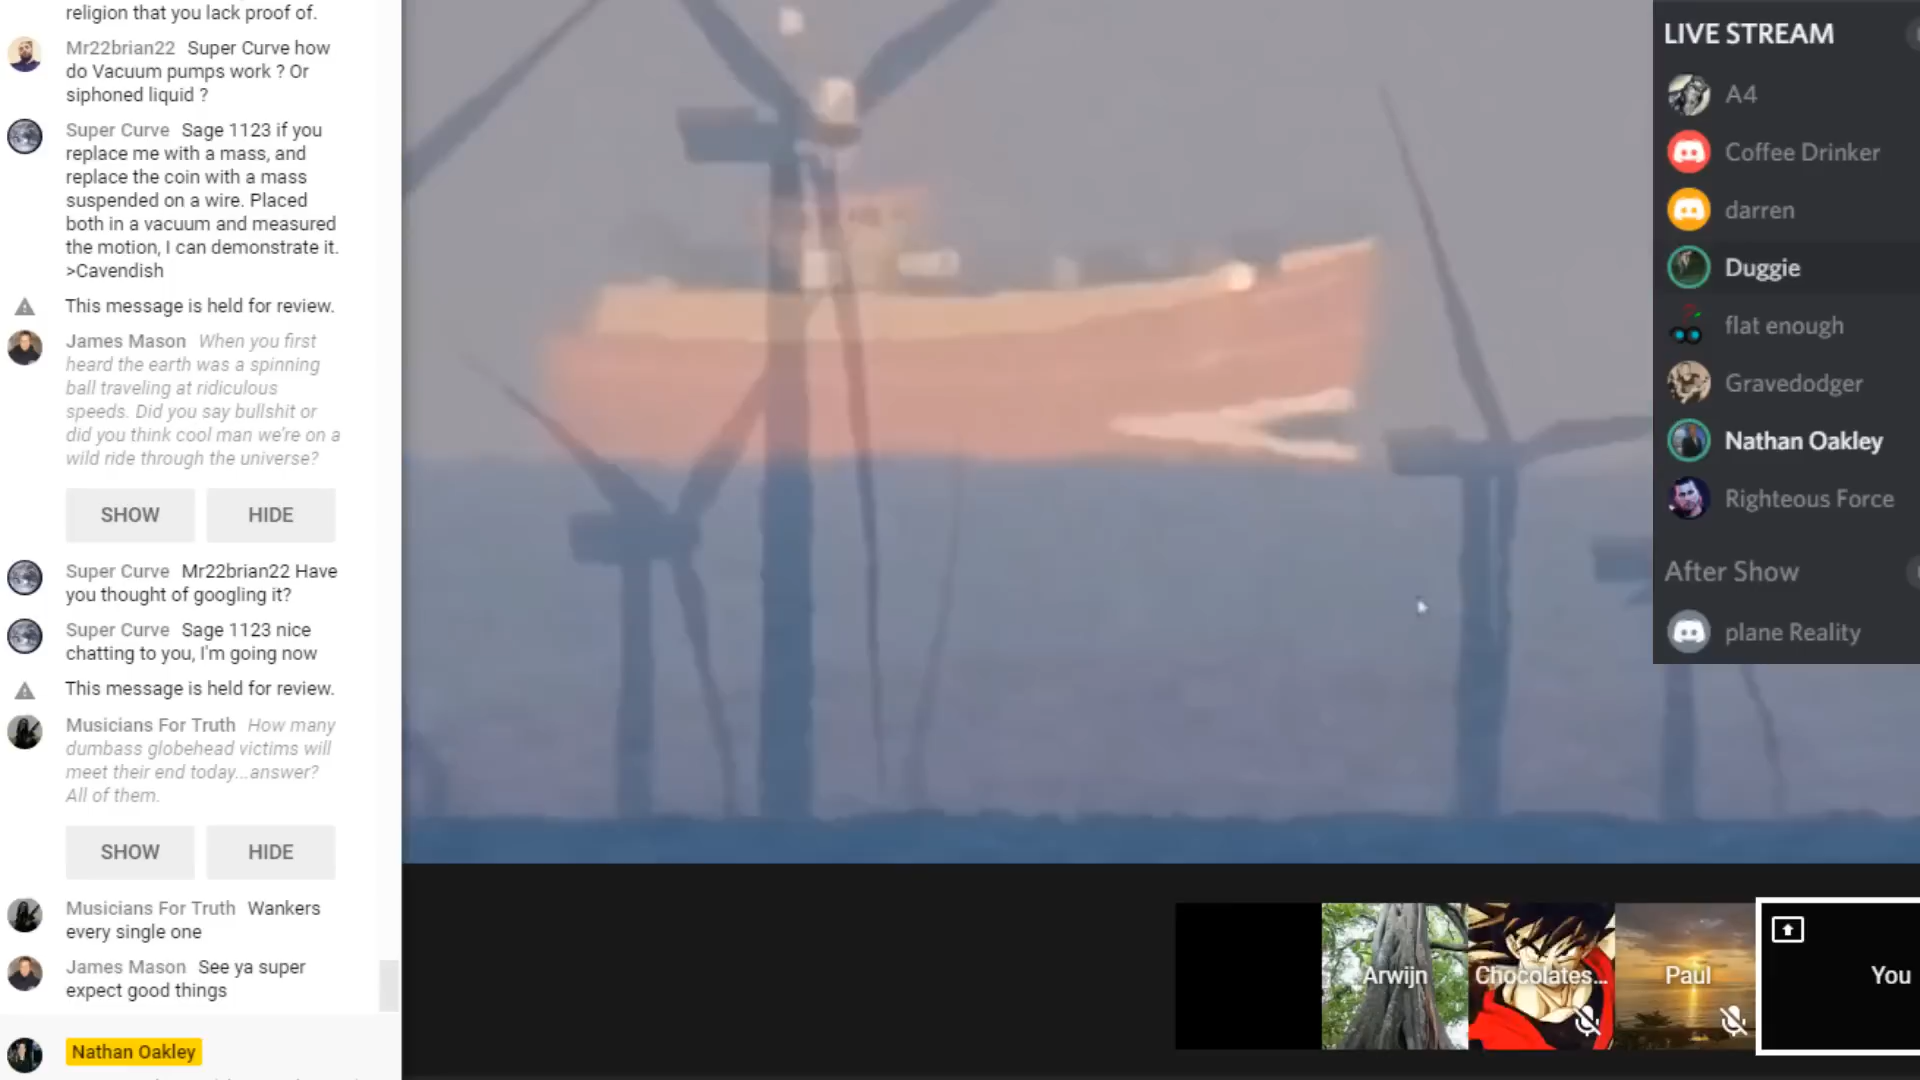 religion that you lack proof of.
Mr22brian22 Super Curve how
do Vacuum pumps work ? Or
siphoned liquid ?
Super Curve Sage 1123 if you
replace me with a mass, and
replace the coin with a mass
suspended on a wire. Placed
both in a vacuum and measured
the motion, I can demonstrate it.
>Cavendish
This message is held for review.
James Mason When you first
heard the earth was a spinning
ball traveling at ridiculous
speeds. Did you say bullshit or
did you think cool man we're on a
wild ride through the universe?
SHOW HIDE
Super Curve Mr22brian22 Have
you thought of googling it?
Super Curve Sage 1123 nice
chatting to you, I'm going now
This message is held for review.
Musicians For Truth How many
dumbass globehead victims will
meet their end today...answer?
All of them.
SHOW HIDE
Musicians For Truth Wankers
every single one
James Mason See ya super
expect good things
Nathan Oakley
LIVE STREAM
A4
Coffee Drinker
darren
Duggie
flat enough
Gravedodger
Nathan Oakley
Righteous Force
After Show
plane Reality
Arwijn
Chocolates...
Paul
You